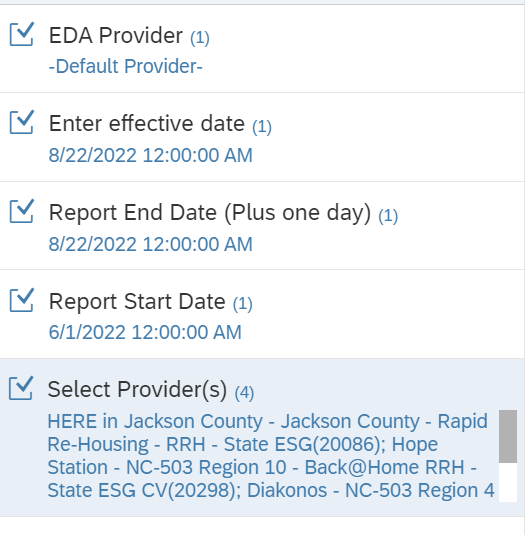 EDA Provider (1)
-Default Provider-
Enter effective date (1)
8/22/2022 12:00:00 AM
Report End Date (Plus one day) (1)
8/22/2022 12:00:00 AM
Report Start Date (1)
6/1/2022 12:00:00 AM
Select Provider(s) (4)
HERE in Jackson County - Jackson County - Rapid
Re-Housing - RRH - State ESG(20086); Hope
Station - NC-503 Region 10 - Back@Home RRH -
State ESG CV(20298); Diakonos - NC-503 Region 4